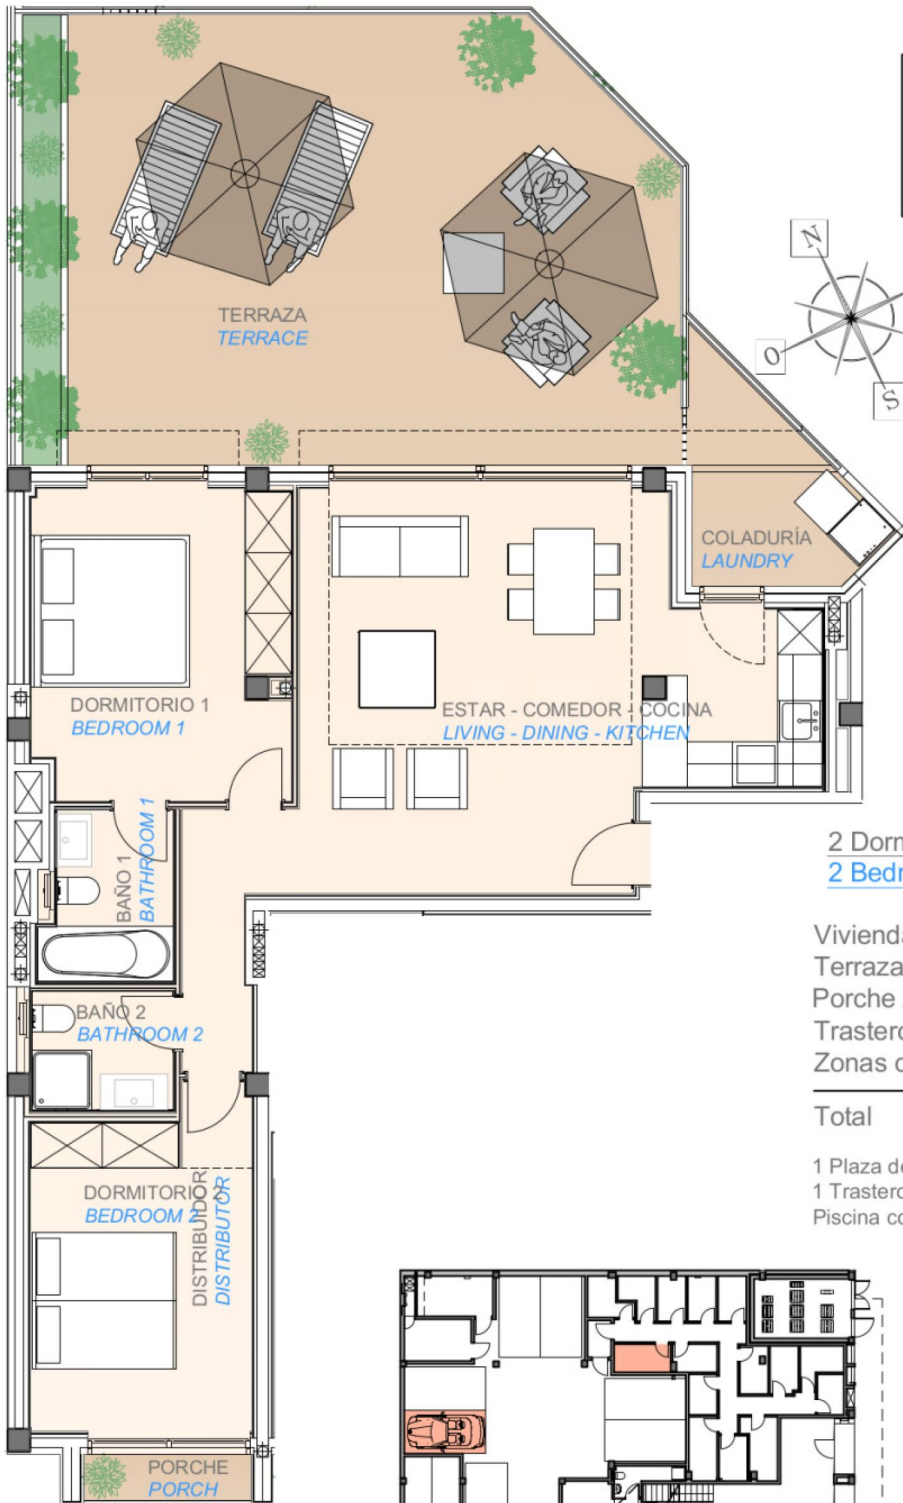 TERRAZA
TERRACE
N
O
S
COLADURÍA
LAUNDRY
DORMITORIO 1
BEDROOM 1
ESTAR - COMEDOR - COCINA
LIVING - DINING - KITCHEN
BAÑO 1
BATHROOM 1
2 Dorm
2 Bedr
Vivienda
Terraza
Porche
Trastero
Zonas c
Total
1 Plaza de
1 Trastero
Piscina co
BAÑO 2
BATHROOM 2
DORMITORIO 2
BEDROOM 2
DISTRIBUIDOR
DISTRIBUTOR
PORCHE
PORCH